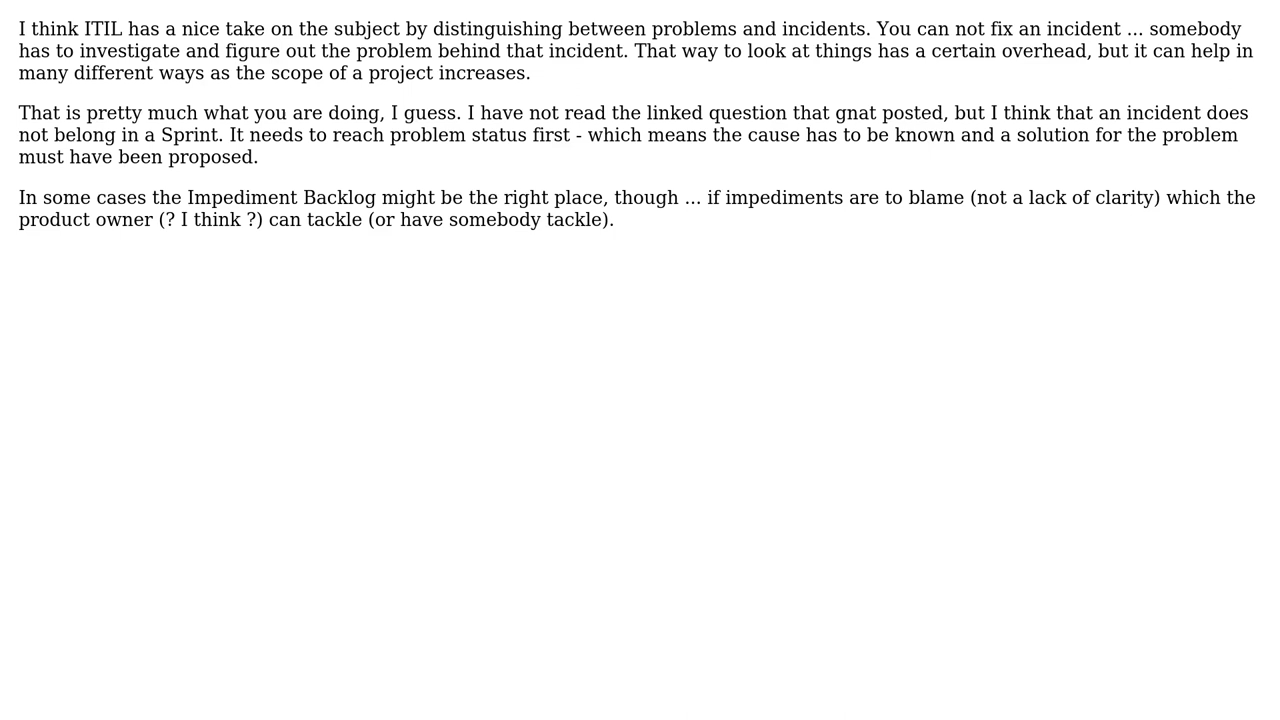 I think ITIL has a nice take on the subject by distinguishing between problems and incidents. You can not fix an incident ... somebody
has to investigate and figure out the problem behind that incident. That way to look at things has a certain overhead, but it can help in
many different ways as the scope of a project increases.
That is pretty much what you are doing, I guess. I have not read the linked question that gnat posted, but I think that an incident does
not belong in a Sprint. It needs to reach problem status first - which means the cause has to be known and a solution for the problem
must have been proposed.
In some cases the Impediment Backlog might be the right place, though ... if impediments are to blame (not a lack of clarity) which the
product owner (? I think ?) can tackle (or have somebody tackle).